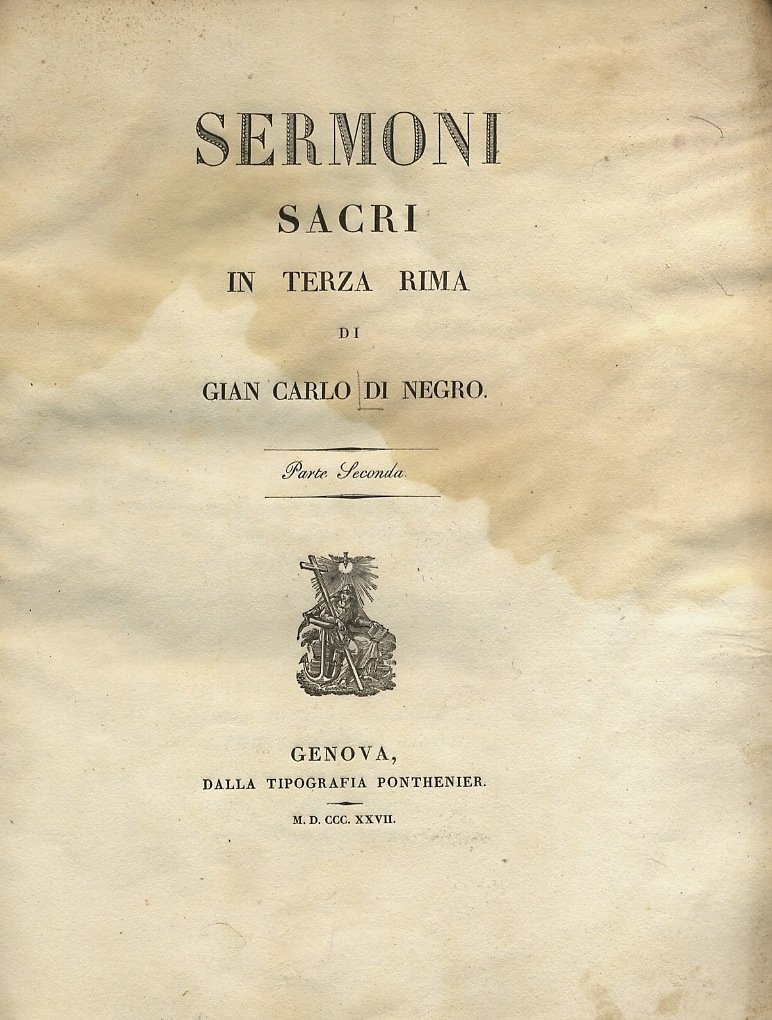 SERMONI
SACRI
IN TERZA RIMA
DI
GIAN CARLO DI NEGRO.
Parte Seconda.
GENOVA,
DALLA TIPOGRAFIA PONTHENIER.
M. D. CCC. XXVII.